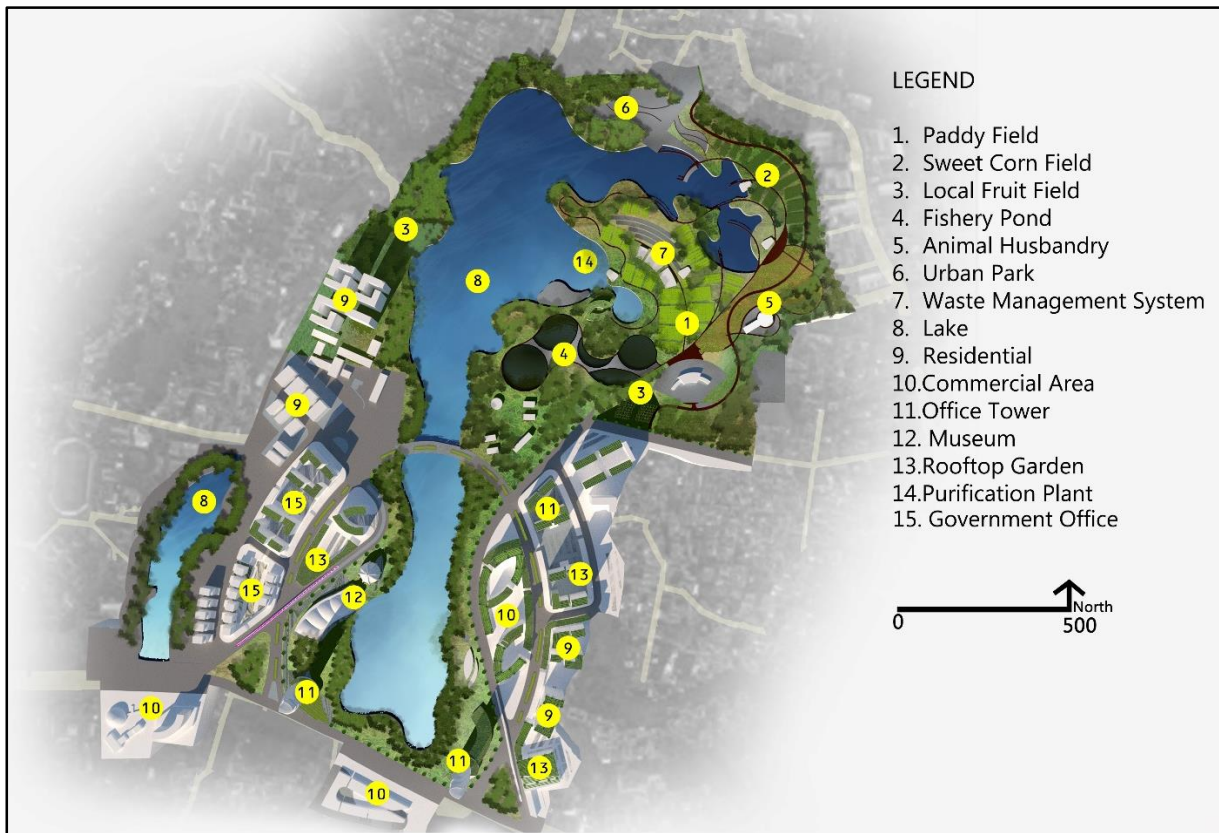 LEGEND
1. Paddy Field
2. Sweet Corn Field
3. Local Fruit Field
4. Fishery Pond
5. Animal Husbandry
6. Urban Park
7. Waste Management System
8. Lake
9. Residential
10.Commercial Area
11.Office Tower
12. Museum
13.Rooftop Garden
14.Purification Plant
15. Government Office
North
0 500
6
2
3
7
14
8
9
5
1
4
3
9
8
15
11
13
13
15
12
10
9
11
10
9
11
13
10